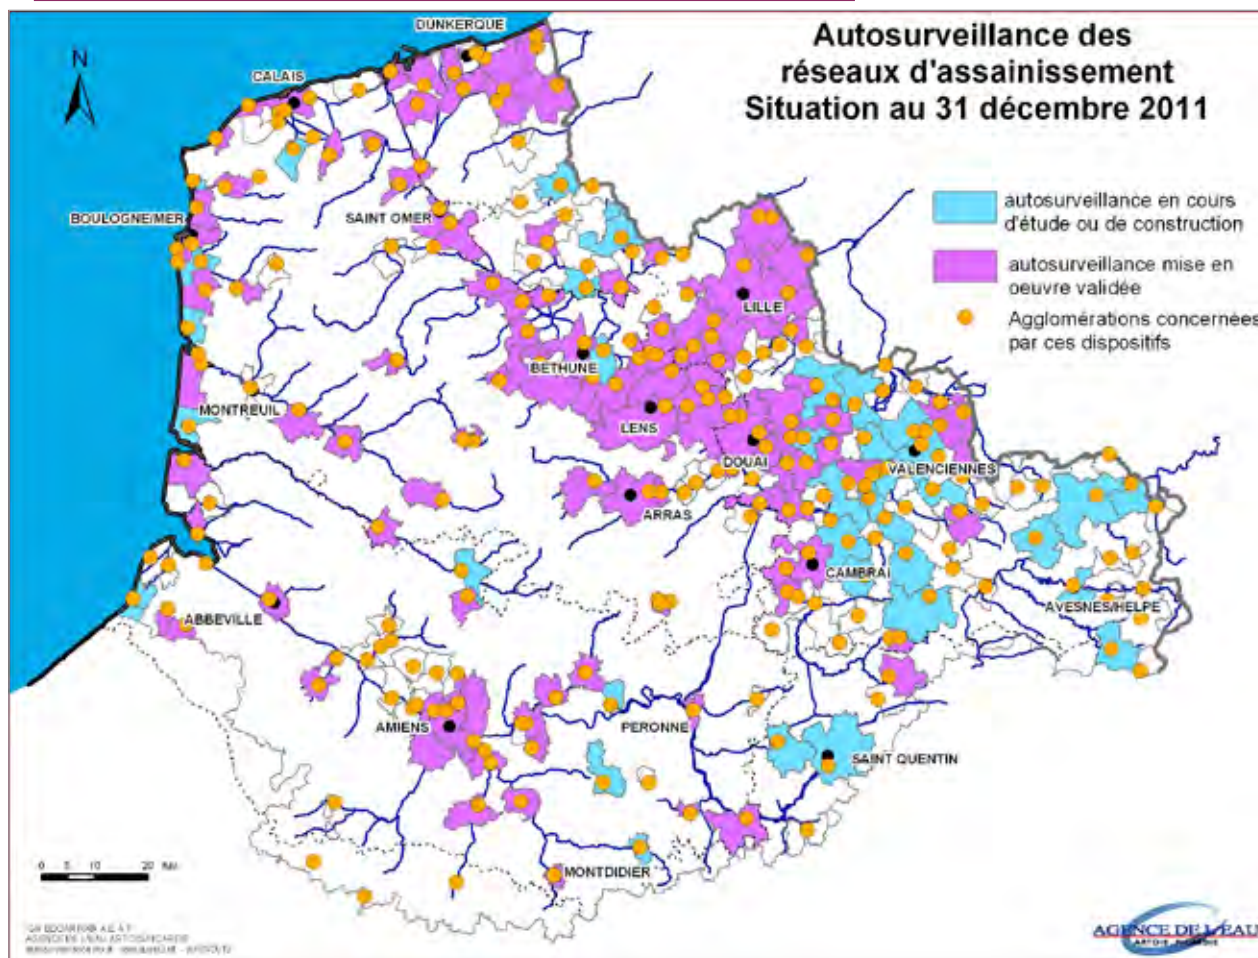 Autosurveillance des
réseaux d'assainissement
Situation au 31 décembre 2011
N
DUNKERQUE
CALAIS
BOULOGNE/MER
SAINT OMER
autosurveillance en cours
d'étude ou de construction
autosurveillance mise en
oeuvre validée
Agglomérations concernées
par ces dispositifs
LILLE
BETHUNE
MONTREUIL
LENS
DOUAI
VALENCIENNES
ARRAS
CAMBRAI
AVESNES/HELPE
ABBEVILLE
AMIENS
PERONNE
SAINT QUENTIN
MONTDIDIER
0 5 10 20
AGENCE DE L'EAU
ARTOIS - PICARDIE